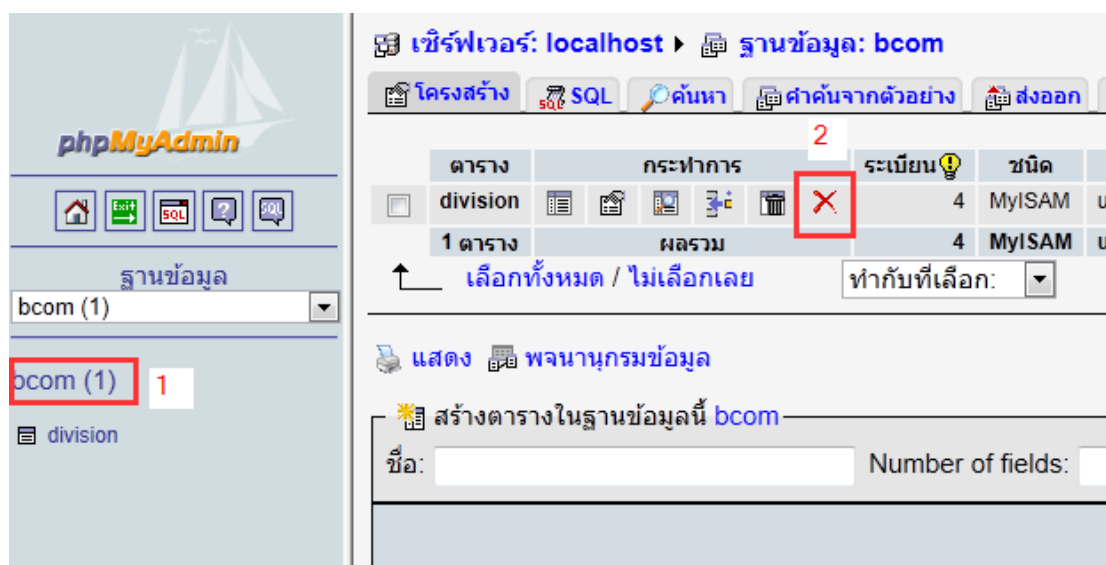 phpMyAdmin
Exit
SQL
SQL
ฐานข้อมูล
bcom (1)
bcom (1)
1
division
เซิร์ฟเวอร์: localhost ▸ ฐานข้อมูล: bcom
โครงสร้าง SQL ค้นหา คำค้นจากตัวอย่าง ส่งออก
2
ตาราง กระทำการ ระเบียน ชนิด
division 4 MyISAM
1 ตาราง ผลรวม 4 MyISAM
เลือกทั้งหมด / ไม่เลือกเลย ทำกับที่เลือก:
แสดง พจนานุกรมข้อมูล
สร้างตารางในฐานข้อมูลนี้ bcom
ชื่อ: Number of fields: